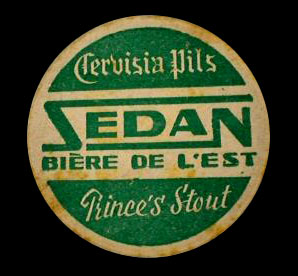 Cervisia Pils
SEDAN
BIÈRE DE L'EST
Prince's Stout